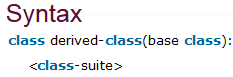 Syntax
class derived-class(base class):
<class-suite>